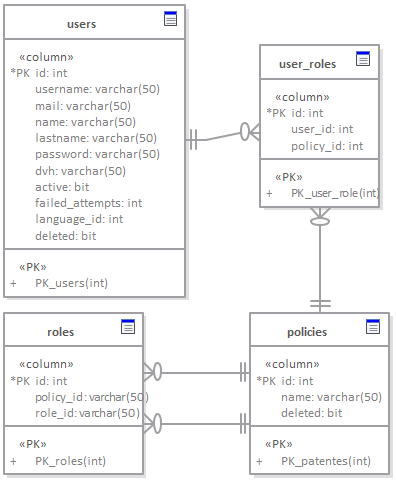 users
«column»
*PK id: int
username: varchar(50)
mail: varchar(50)
name: varchar(50)
lastname: varchar(50)
password: varchar(50)
dvh: varchar(50)
active: bit
failed_attempts: int
language_id: int
deleted: bit
«PK»
+ PK_users(int)
user_roles
«column»
*PK id: int
user_id: int
policy_id: int
«PK»
+ PK_user_role(int)
roles
«column»
*PK id: int
policy_id: varchar(50)
role_id: varchar(50)
«PK»
+ PK_roles(int)
policies
«column»
*PK id: int
name: varchar(50)
deleted: bit
«PK»
+ PK_patentes(int)